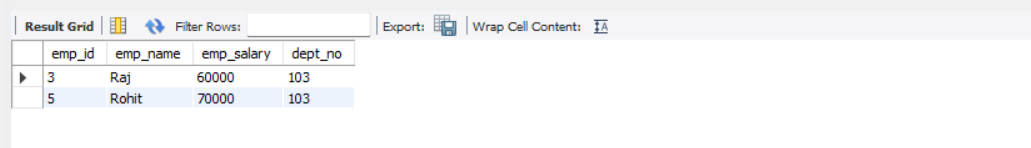 Result Grid Filter Rows: Export: Wrap Cell Content: IA
emp_id emp_name emp_salary dept_no
3 Raj 60000 103
5 Rohit 70000 103